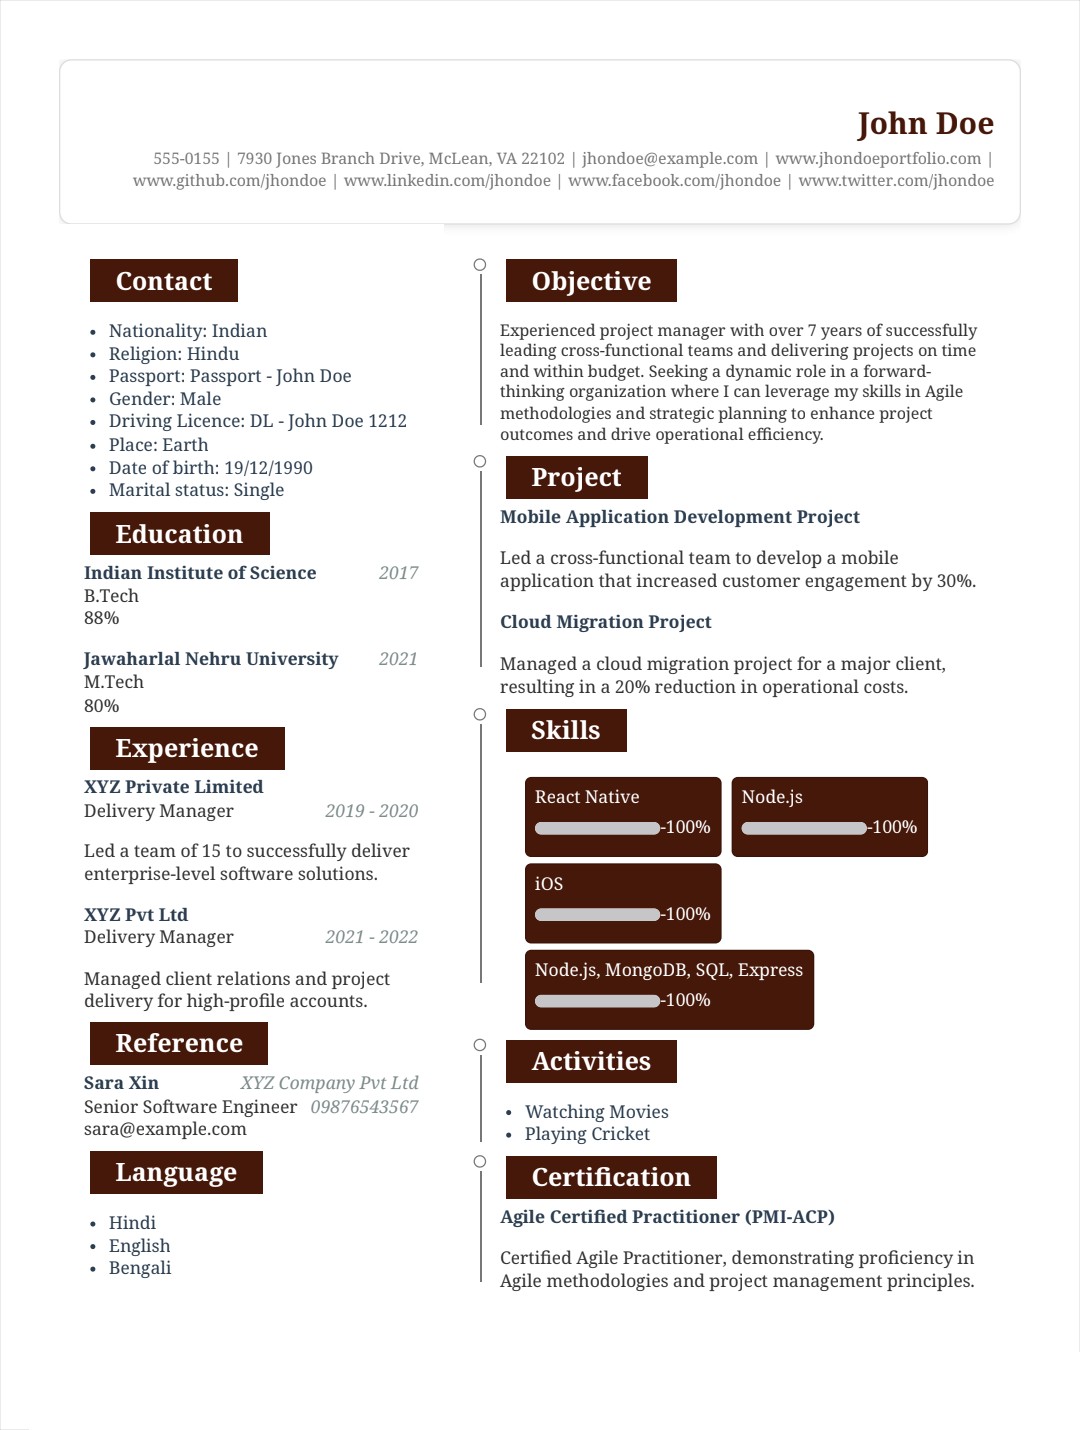 John Doe
555-0155 | 7930 Jones Branch Drive, McLean, VA 22102 | jhondoe@example.com | www.jhondoeportfolio.com |
www.github.com/jhondoe | www.linkedin.com/jhondoe | www.facebook.com/jhondoe | www.twitter.com/jhondoe
Contact
• Nationality: Indian
• Religion: Hindu
• Passport: Passport - John Doe
• Gender: Male
• Driving Licence: DL - John Doe 1212
• Place: Earth
• Date of birth: 19/12/1990
• Marital status: Single
Education
Indian Institute of Science 2017
B.Tech
88%
Jawaharlal Nehru University 2021
M.Tech
80%
Experience
XYZ Private Limited
Delivery Manager 2019 - 2020
Led a team of 15 to successfully deliver
enterprise-level software solutions.
XYZ Pvt Ltd
Delivery Manager 2021 - 2022
Managed client relations and project
delivery for high-profile accounts.
Reference
Sara Xin XYZ Company Pvt Ltd
Senior Software Engineer 09876543567
sara@example.com
Language
• Hindi
• English
• Bengali
Objective
Experienced project manager with over 7 years of successfully
leading cross-functional teams and delivering projects on time
and within budget. Seeking a dynamic role in a forward-
thinking organization where I can leverage my skills in Agile
methodologies and strategic planning to enhance project
outcomes and drive operational efficiency.
Project
Mobile Application Development Project
Led a cross-functional team to develop a mobile
application that increased customer engagement by 30%.
Cloud Migration Project
Managed a cloud migration project for a major client,
resulting in a 20% reduction in operational costs.
Skills
React Native
-100%
Node.js
-100%
iOS
-100%
Node.js, MongoDB, SQL, Express
-100%
Activities
• Watching Movies
• Playing Cricket
Certification
Agile Certified Practitioner (PMI-ACP)
Certified Agile Practitioner, demonstrating proficiency in
Agile methodologies and project management principles.